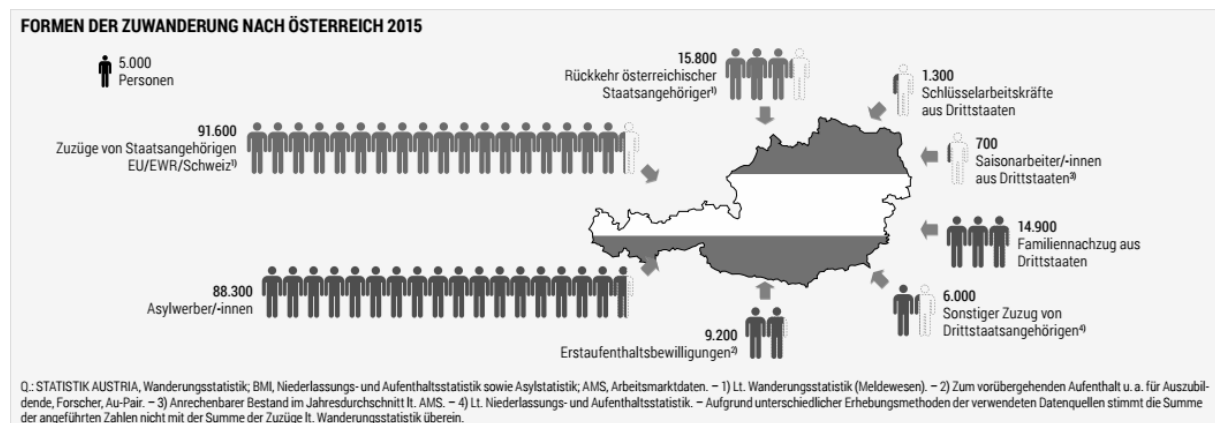 FORMEN DER ZUWANDERUNG NACH ÖSTERREICH 2015
5.000
Personen
15.800
Rückkehr österreichischer
Staatsangehöriger¹⁾
1.300
Schlüsselarbeitskräfte
aus Drittstaaten
91.600
Zuzüge von Staatsangehörigen
EU/EWR/Schweiz¹⁾
700
Saisonarbeiter/-innen
aus Drittstaaten³⁾
14.900
Familiennachzug aus
Drittstaaten
88.300
Asylwerber/-innen
9.200
Erstaufenthaltsbewilligungen²⁾
6.000
Sonstiger Zuzug von
Drittstaatsangehörigen⁴⁾
Q.: STATISTIK AUSTRIA, Wanderungsstatistik; BMI, Niederlassungs- und Aufenthaltsstatistik sowie Asylstatistik; AMS, Arbeitsmarktdaten. – 1) Lt. Wanderungsstatistik (Meldewesen). – 2) Zum vorübergehenden Aufenthalt u. a. für Auszubil-
dende, Forscher, Au-Pair. – 3) Anrechenbarer Bestand im Jahresdurchschnitt lt. AMS. – 4) Lt. Niederlassungs- und Aufenthaltsstatistik. – Aufgrund unterschiedlicher Erhebungsmethoden der verwendeten Datenquellen stimmt die Summe
der angeführten Zahlen nicht mit der Summe der Zuzüge lt. Wanderungsstatistik überein.